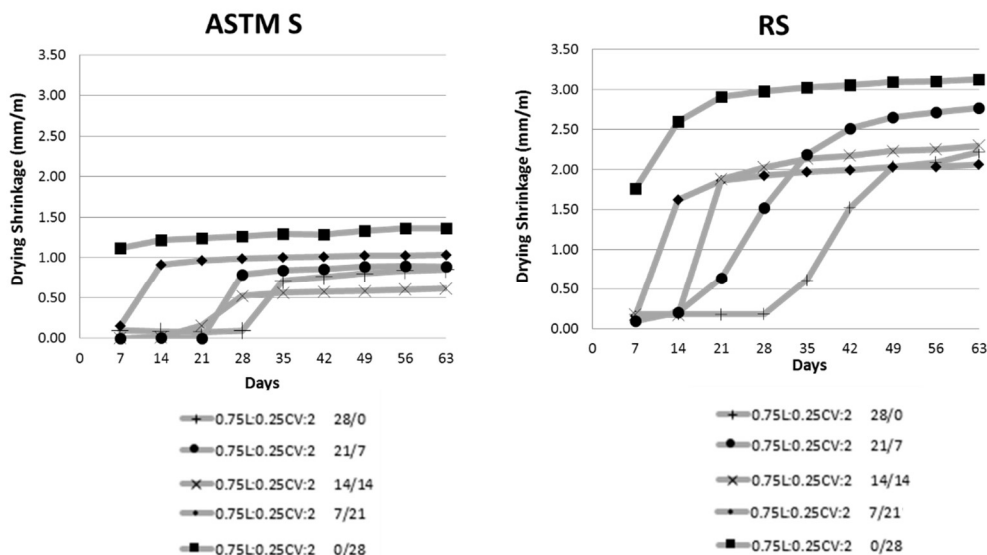 ASTM S
Drying Shrinkage (mm/m)
3.50
3.00
2.50
2.00
1.50
1.00
0.50
0.00
0 7 14 21 28 35 42 49 56 63
Days
0.75L:0.25CV:2 28/0
0.75L:0.25CV:2 21/7
0.75L:0.25CV:2 14/14
0.75L:0.25CV:2 7/21
0.75L:0.25CV:2 0/28
RS
Drying Shrinkage (mm/m)
3.50
3.00
2.50
2.00
1.50
1.00
0.50
0.00
0 7 14 21 28 35 42 49 56 63
Days
0.75L:0.25CV:2 28/0
0.75L:0.25CV:2 21/7
0.75L:0.25CV:2 14/14
0.75L:0.25CV:2 7/21
0.75L:0.25CV:2 0/28